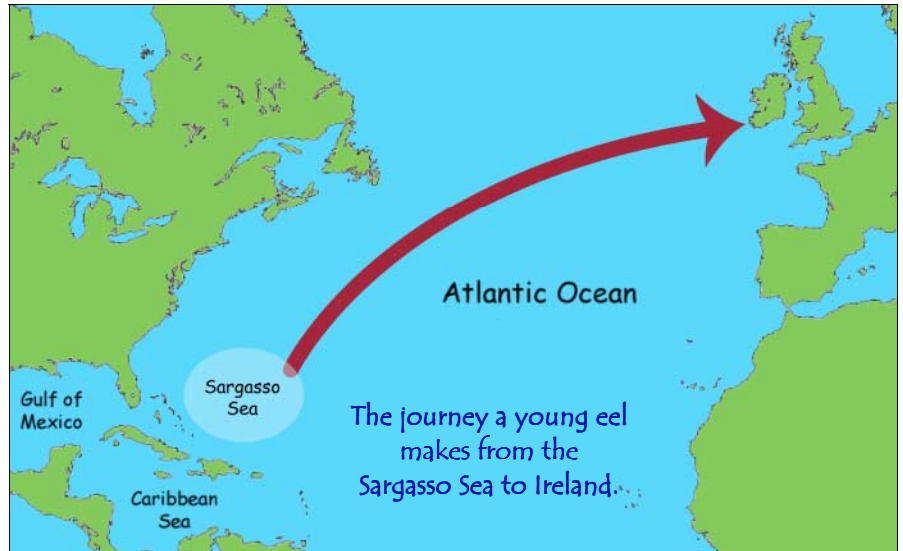 Atlantic Ocean
Sargasso
Sea
Gulf of
Mexico
The journey a young eel
makes from the
Sargasso Sea to Ireland.
Caribbean
Sea